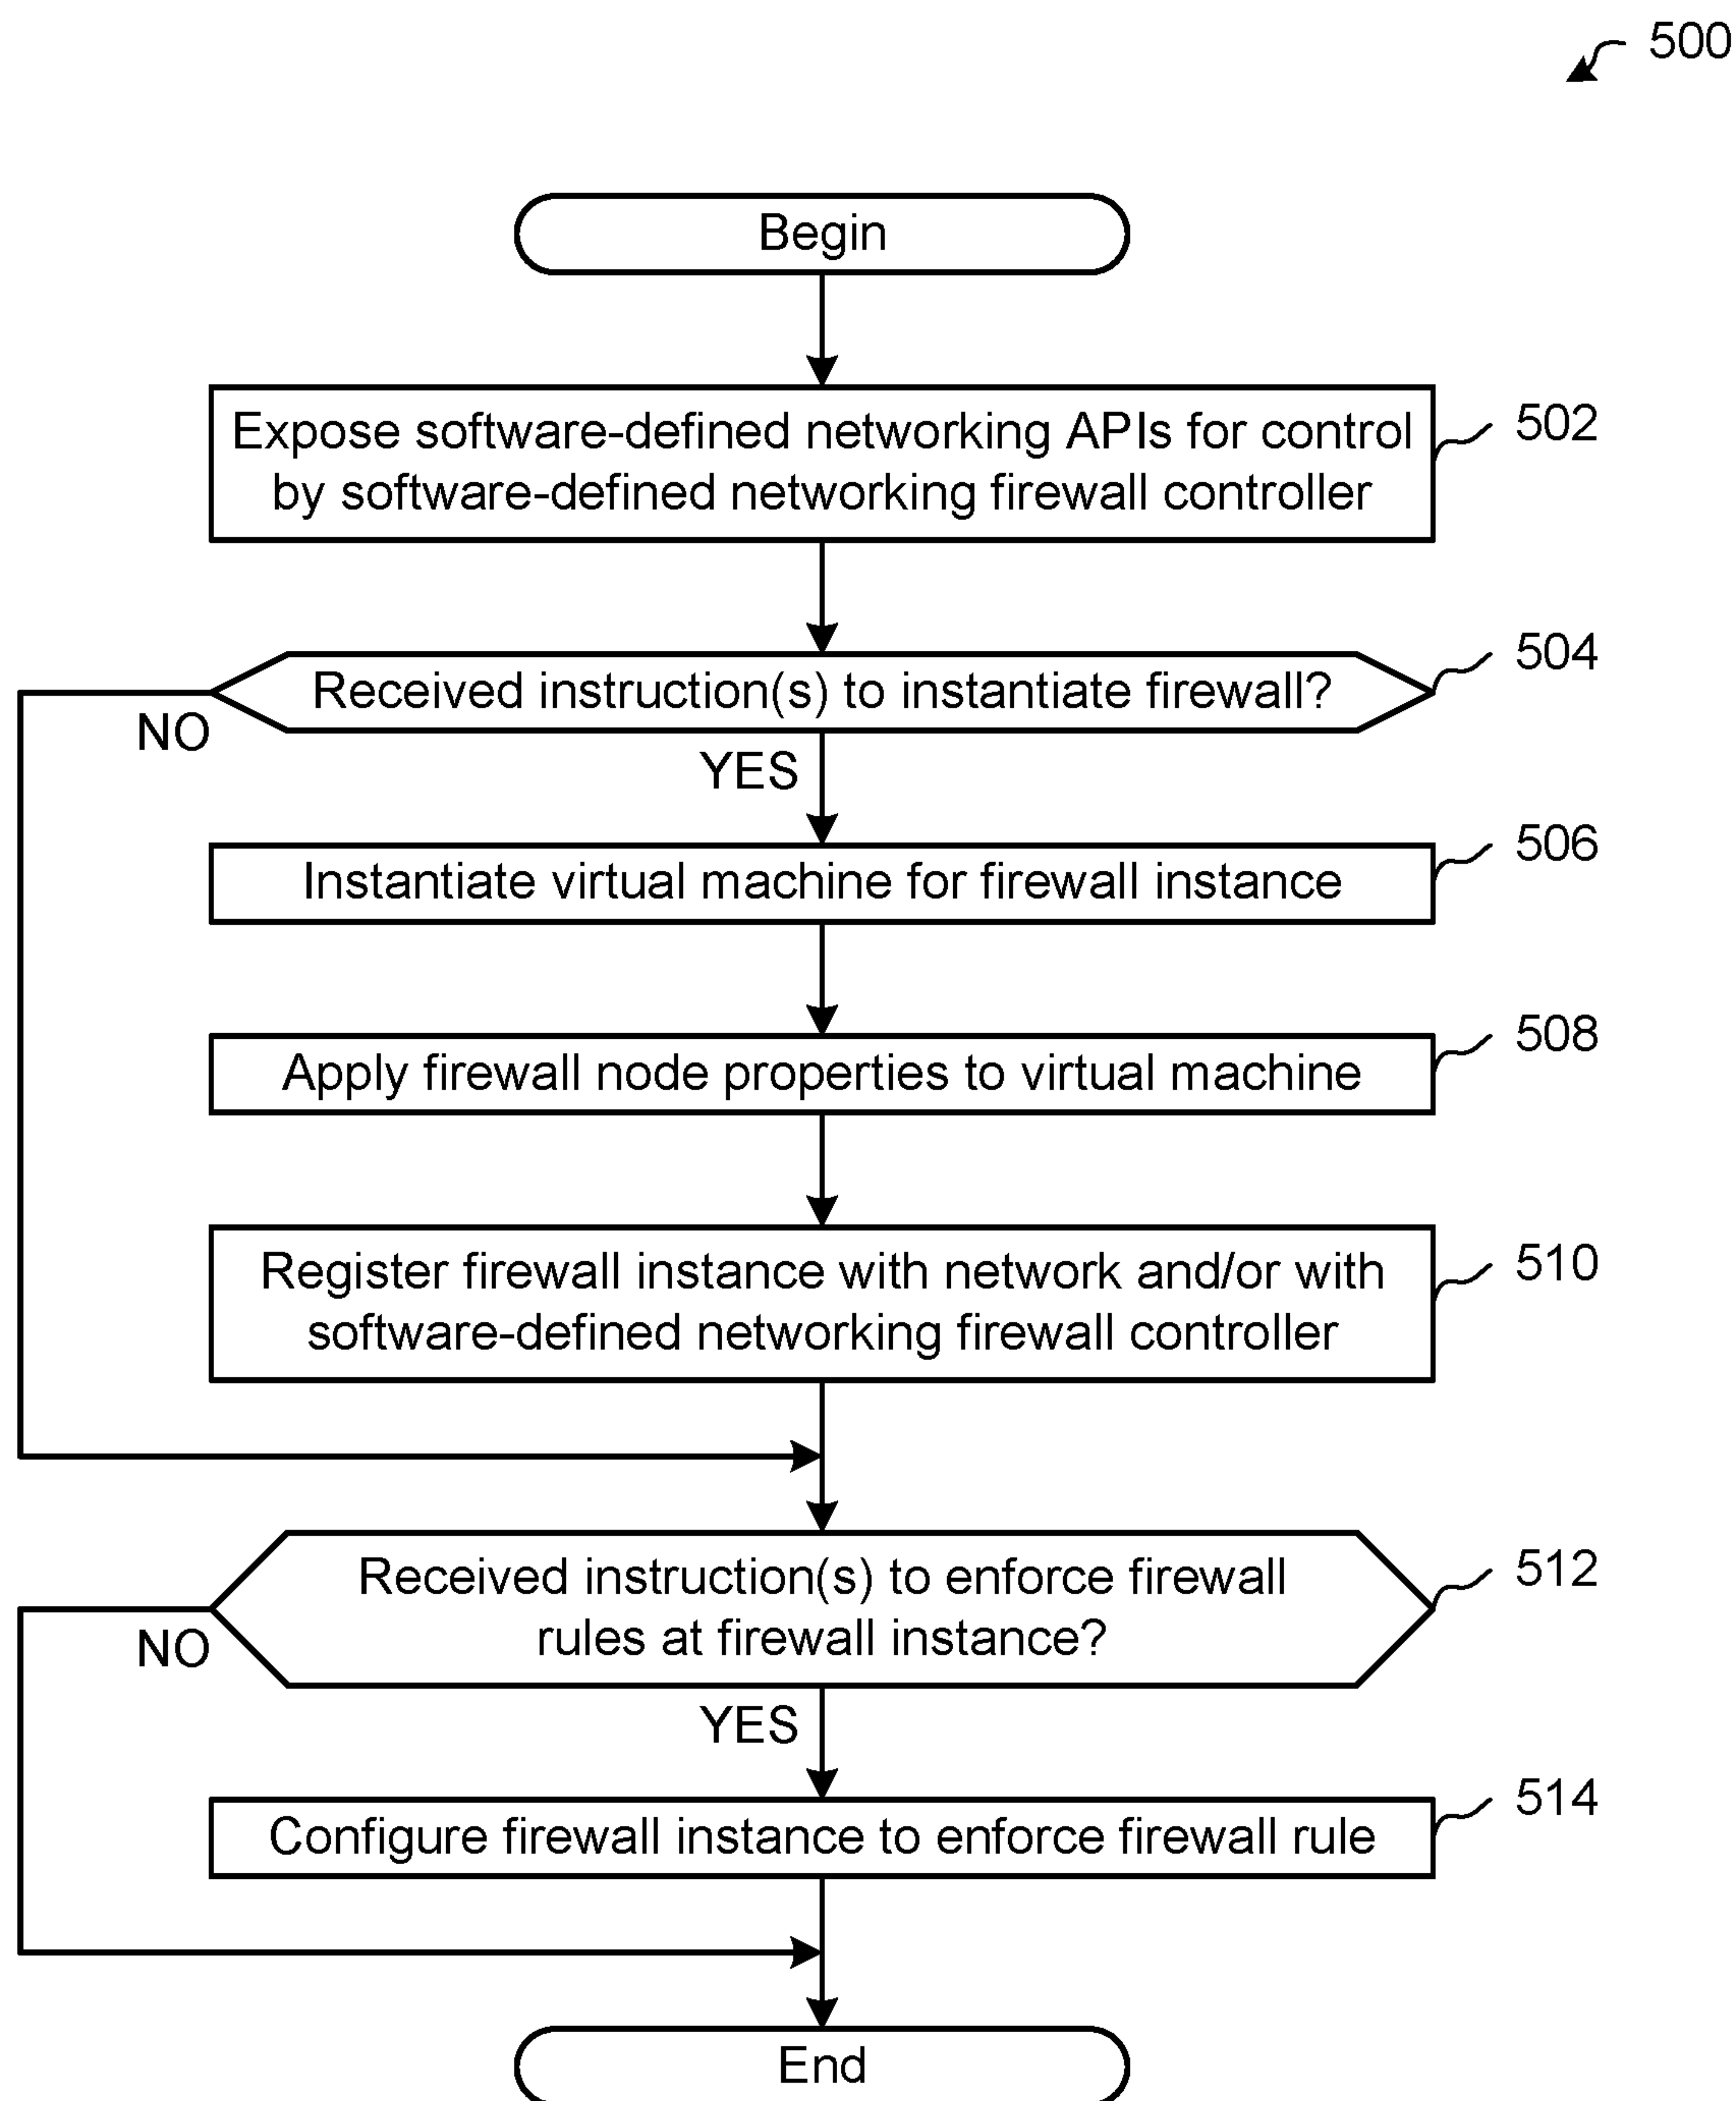 500
Begin
Expose software-defined networking APIs for control
by software-defined networking firewall controller
502
Received instruction(s) to instantiate firewall?
504
NO
YES
Instantiate virtual machine for firewall instance
506
Apply firewall node properties to virtual machine
508
Register firewall instance with network and/or with
software-defined networking firewall controller
510
Received instruction(s) to enforce firewall
rules at firewall instance?
512
NO
YES
Configure firewall instance to enforce firewall rule
514
End